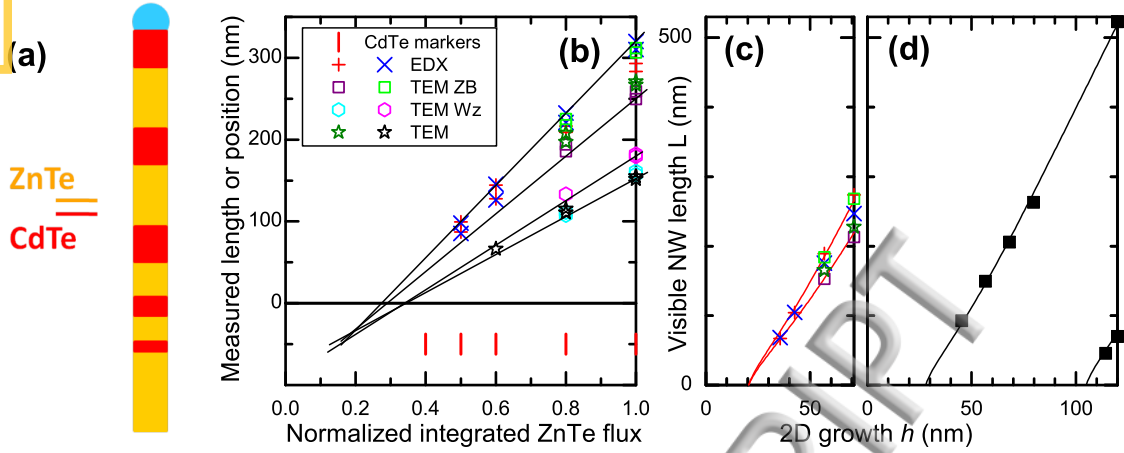 (a)
ZnTe
CdTe
(b)
CdTe markers
EDX
TEM ZB
TEM Wz
TEM
Measured length or position (nm)
300
200
100
0
0.0 0.2 0.4 0.6 0.8 1.0
Normalized integrated ZnTe flux
(c)
(d)
Visible NW length L (nm)
500
0
0 50 0 50 100
2D growth h (nm)
IPT